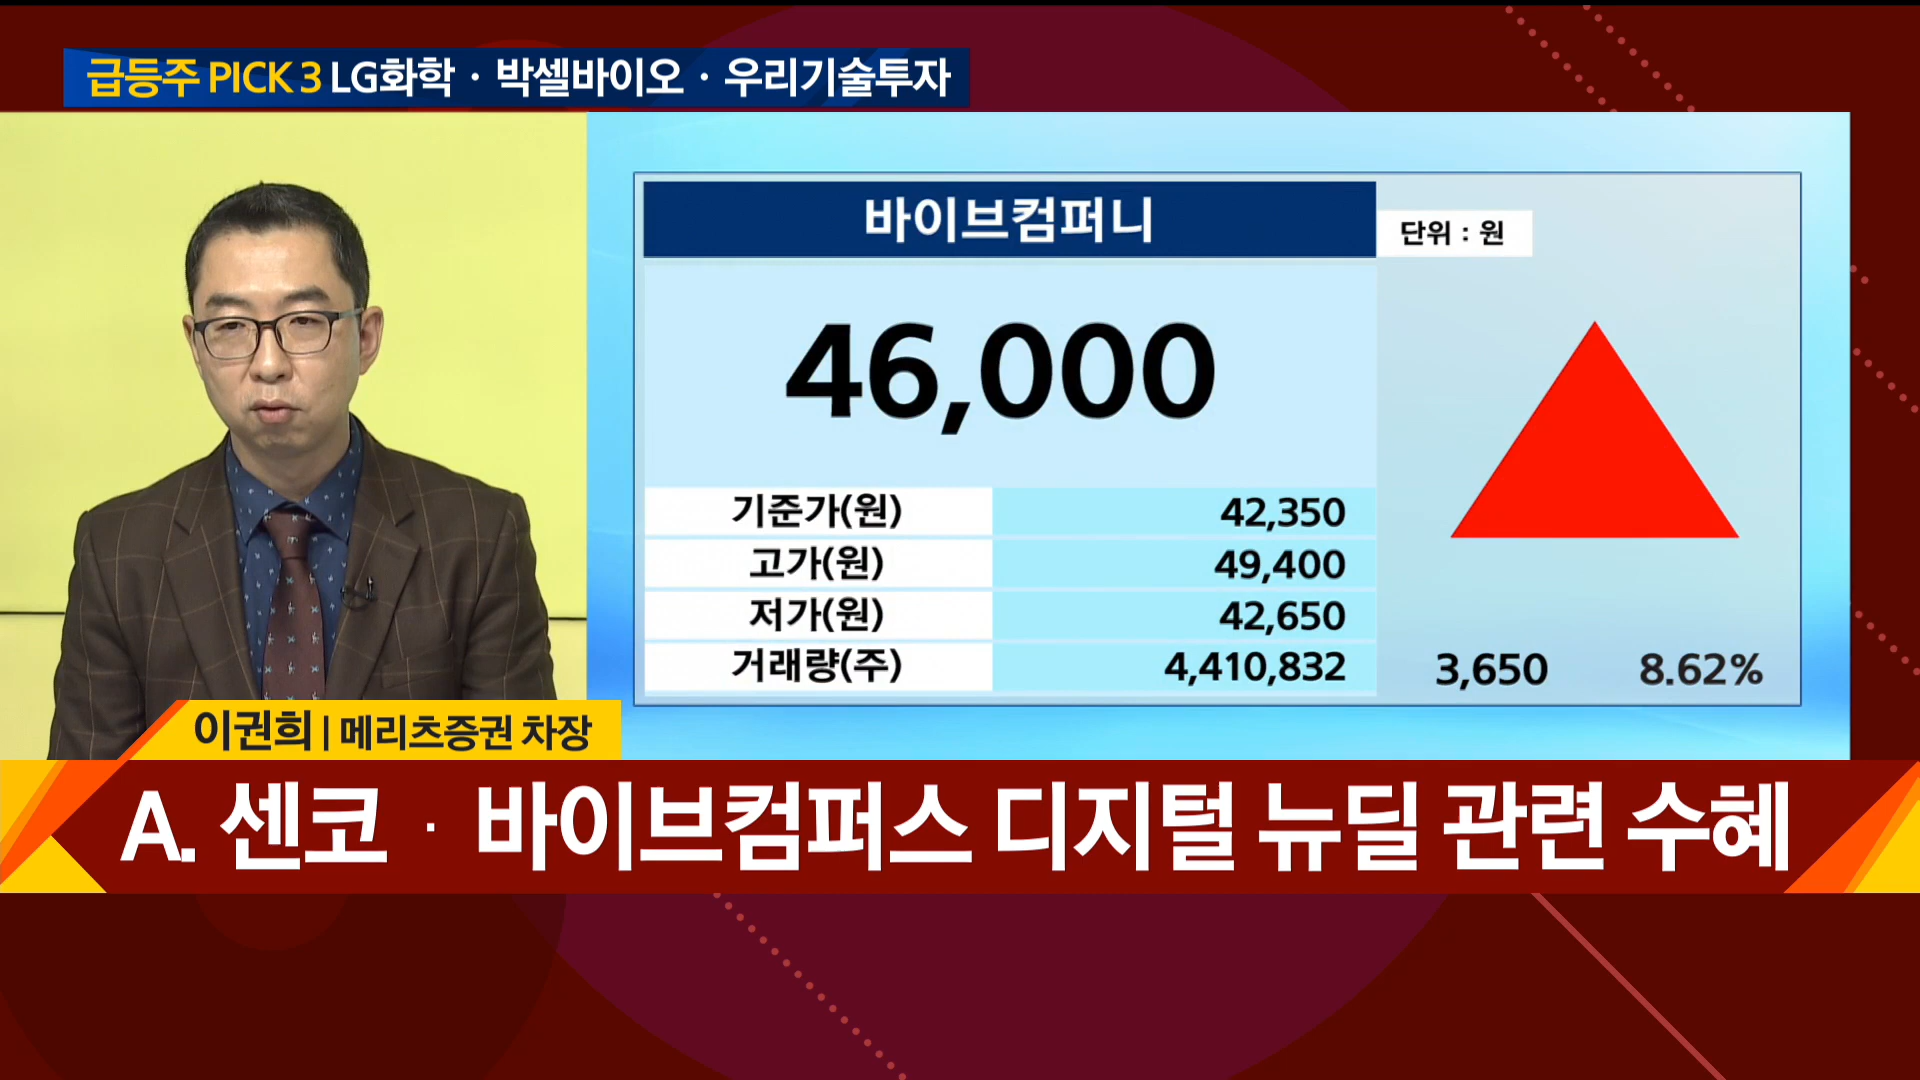 급등주 PICK 3 LG화학 · 박셀바이오 · 우리기술투자
바이브컴퍼니
단위 : 원
46,000
기준가(원) 42,350
고가(원) 49,400
저가(원) 42,650
거래량(주) 4,410,832
3,650 8.62%
이권희 | 메리츠증권 차장
A. 센코 · 바이브컴퍼스 디지털 뉴딜 관련 수혜